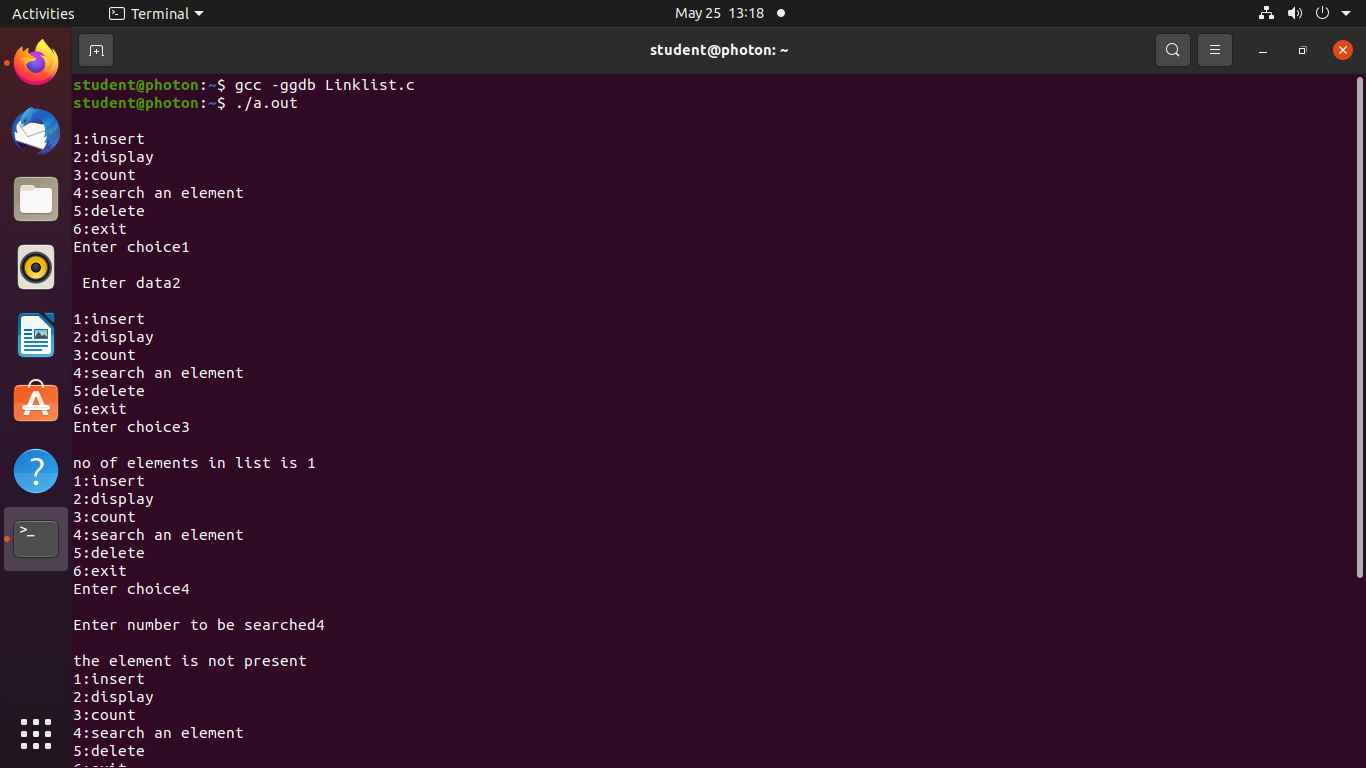 Activities Terminal May 25 13:18
student@photon: ~
student@photon:~$ gcc -ggdb Linklist.c
student@photon:~$ ./a.out
1:insert
2:display
3:count
4:search an element
5:delete
6:exit
Enter choice1
Enter data2
1:insert
2:display
3:count
4:search an element
5:delete
6:exit
Enter choice3
no of elements in list is 1
1:insert
2:display
3:count
4:search an element
5:delete
6:exit
Enter choice4
Enter number to be searched4
the element is not present
1:insert
2:display
3:count
4:search an element
5:delete
6:exit